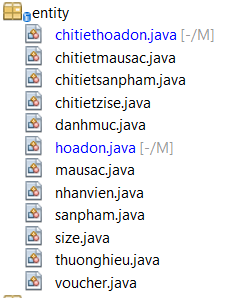 entity
chitiethoadon.java [-/M]
chitietmausac.java
chitietsanpham.java
chitietzise.java
danhmuc.java
hoadon.java [-/M]
mausac.java
nhanvien.java
sanpham.java
size.java
thuonghieu.java
voucher.java